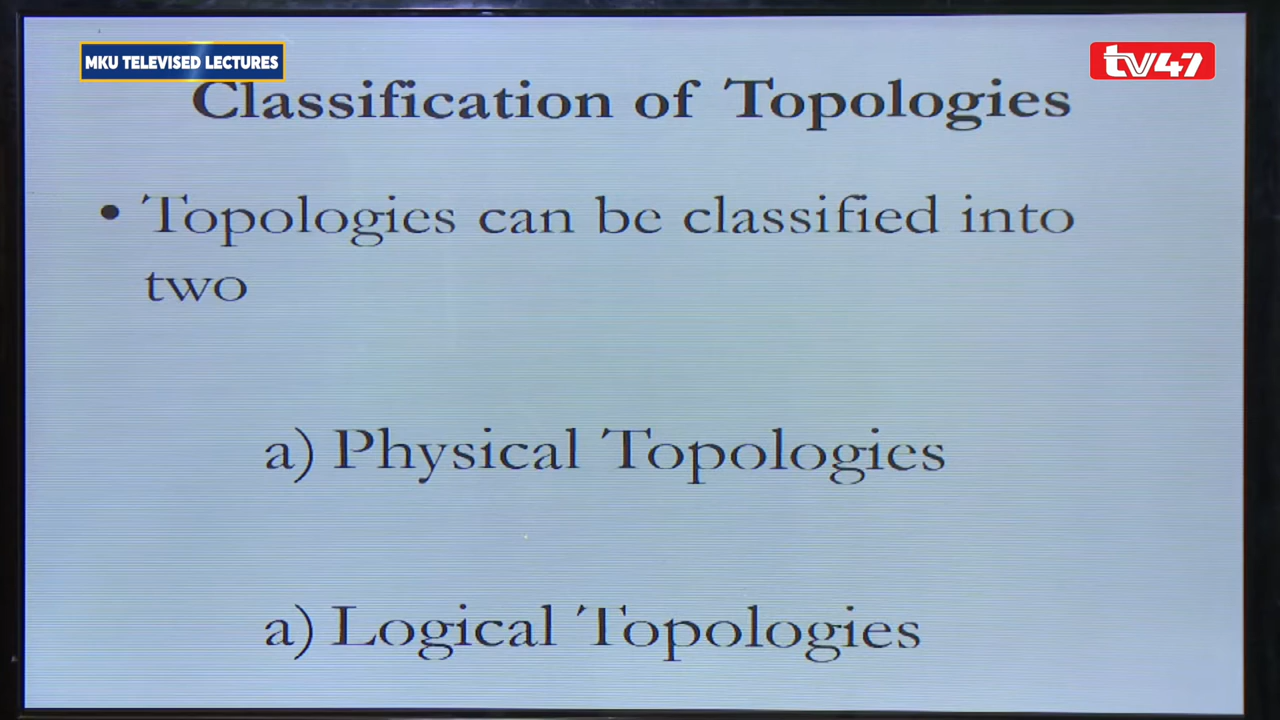 MKU TELEVISED LECTURES
tv47
Classification of Topologies
• Topologies can be classified into
two
a) Physical Topologies
a) Logical Topologies